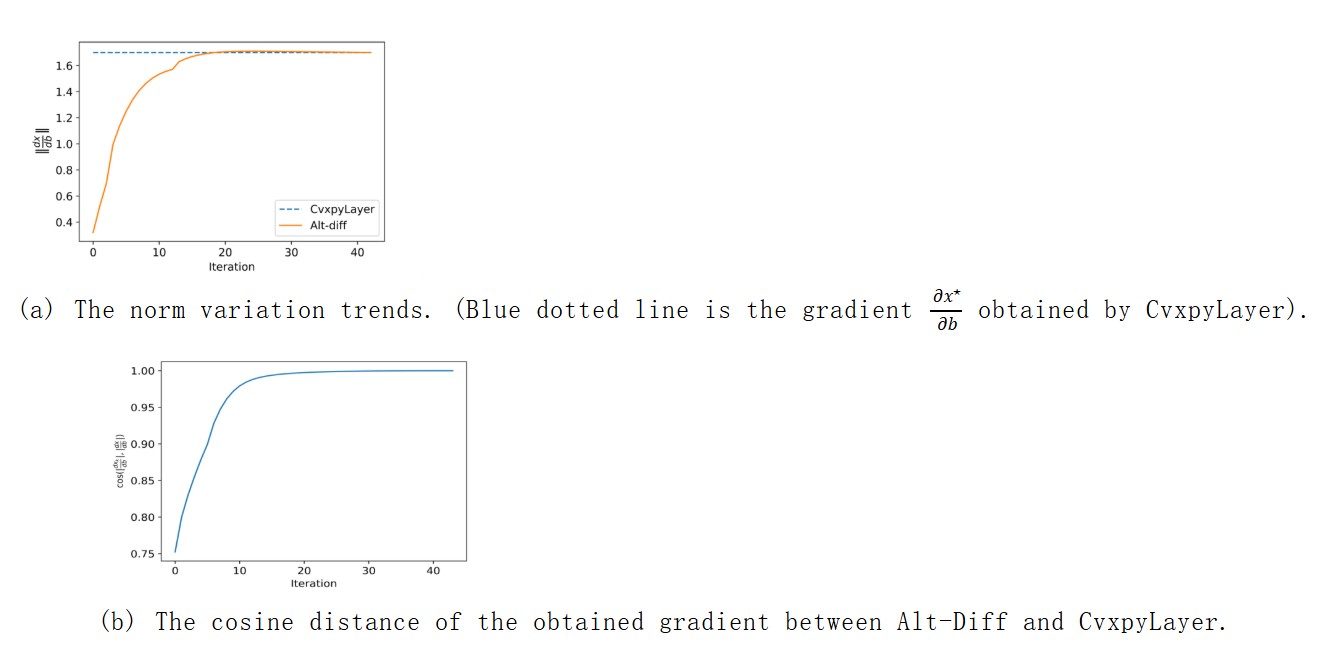 1.6
1.4
1.2
1.0
0.8
0.6
0.4
||dx/db||
CvxpyLayer
Alt-diff
0 10 20 30 40
Iteration
(a) The norm variation trends. (Blue dotted line is the gradient ∂x⋆/∂b obtained by CvxpyLayer).
1.00
0.95
0.90
0.85
0.80
0.75
0 10 20 30 40
Iteration
(b) The cosine distance of the obtained gradient between Alt-Diff and CvxpyLayer.